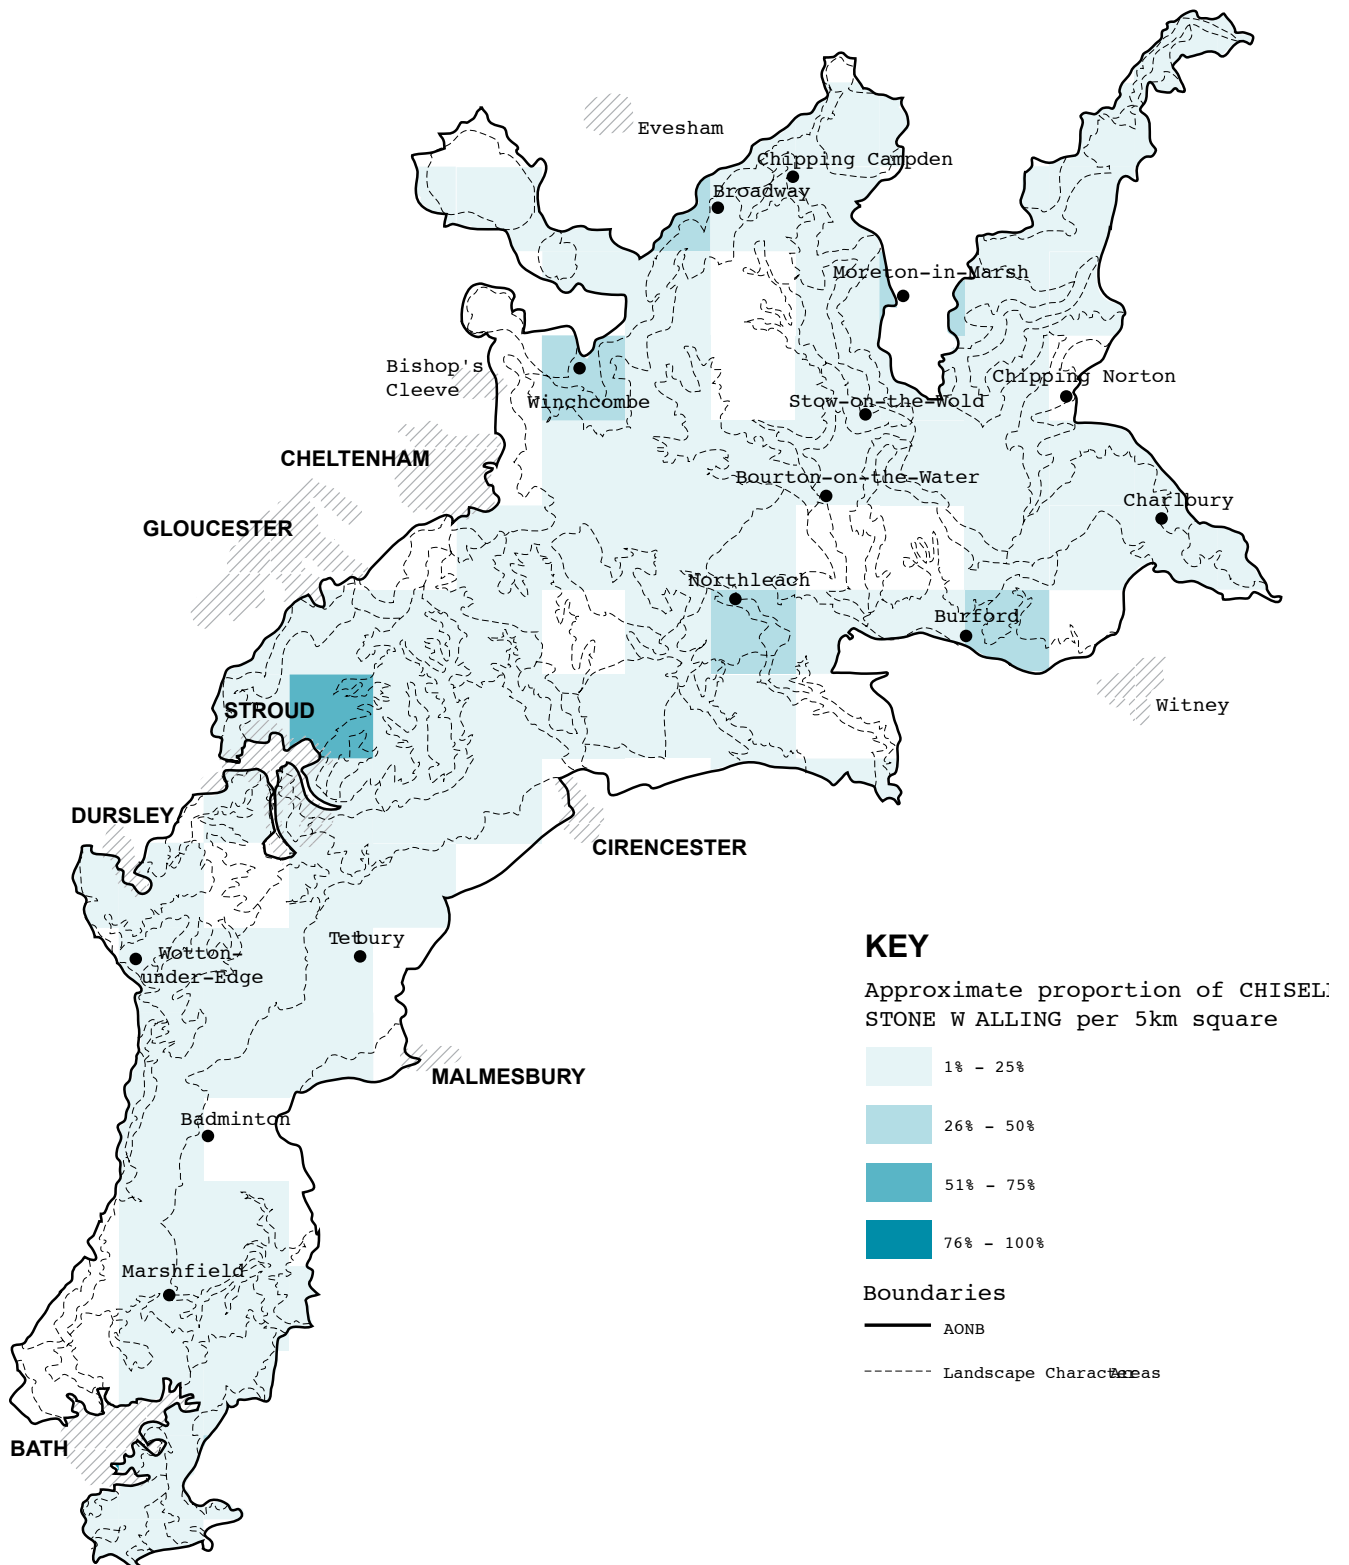 Evesham
Chipping Campden
Broadway
Moreton-in-Marsh
Bishop's
Cleeve
Winchcombe
Chipping Norton
Stow-on-the-Wold
CHELTENHAM
Bourton-on-the-Water
Charlbury
GLOUCESTER
Northleach
Burford
Witney
STROUD
DURSLEY
CIRENCESTER
Tetbury
Wotton-
under-Edge
MALMESBURY
Badminton
Marshfield
BATH
KEY
Approximate proportion of CHISEL
STONE W ALLING per 5km square
1% - 25%
26% - 50%
51% - 75%
76% - 100%
Boundaries
AONB
Landscape Character Areas